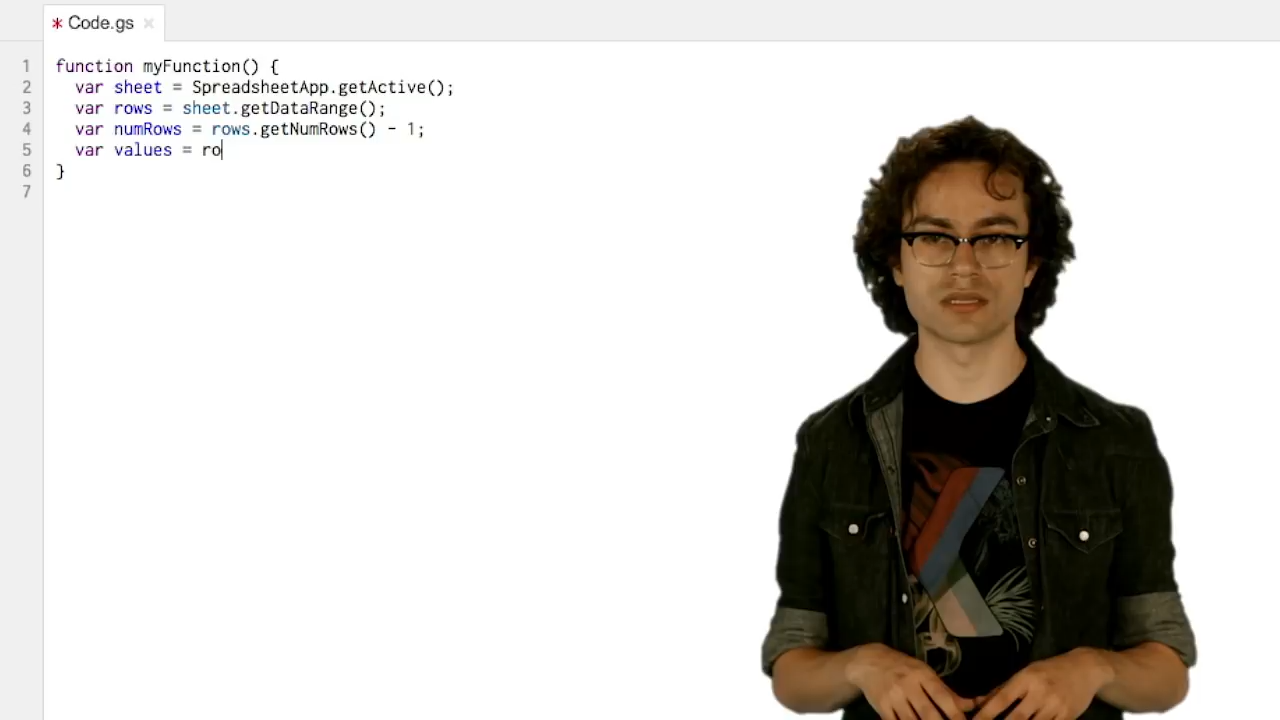 * Code.gs ×
1 function myFunction() {
2 var sheet = SpreadsheetApp.getActive();
3 var rows = sheet.getDataRange();
4 var numRows = rows.getNumRows() - 1;
5 var values = ro
6 }
7